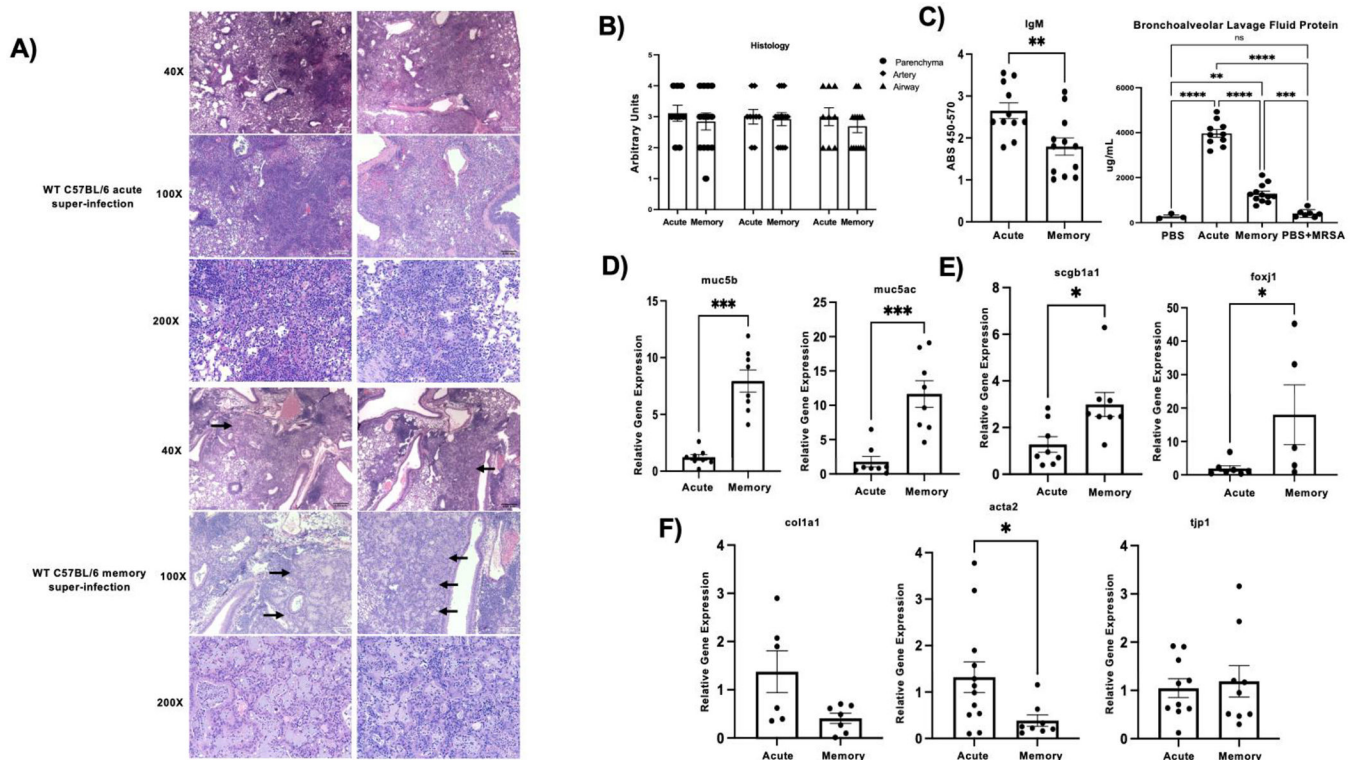 A)
40X
WT C57BL/6 acute
super-infection
100X
200X
40X
WT C57BL/6 memory
super-infection
100X
200X
B)
Histology
Parenchyma
Artery
Airway
Arbitrary Units
5
4
3
2
1
0
Acute Memory Acute Memory Acute Memory
C)
IgM
**
ABS 450-570
4
3
2
1
0
Acute Memory
Bronchoalveolar Lavage Fluid Protein
ns
****
**
**** **** ***
ug/mL
6000
4000
2000
0
PBS Acute Memory PBS+MRSA
D)
muc5b
***
Relative Gene Expression
15
10
5
0
Acute Memory
muc5ac
***
Relative Gene Expression
25
20
15
10
5
0
Acute Memory
E)
scgb1a1
*
Relative Gene Expression
8
6
4
2
0
Acute Memory
foxj1
*
Relative Gene Expression
60
40
20
0
Acute Memory
F)
col1a1
Relative Gene Expression
4
3
2
1
0
Acute Memory
acta2
*
Relative Gene Expression
4
3
2
1
0
Acute Memory
tjp1
Relative Gene Expression
4
3
2
1
0
Acute Memory